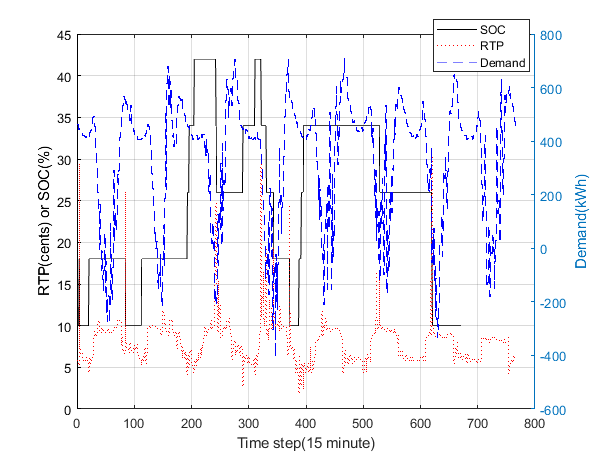 SOC
RTP
Demand
45
40
35
30
25
20
15
10
5
0
RTP(cents) or SOC(%)
800
600
400
200
0
-200
-400
-600
Demand(kWh)
0 100 200 300 400 500 600 700 800
Time step(15 minute)